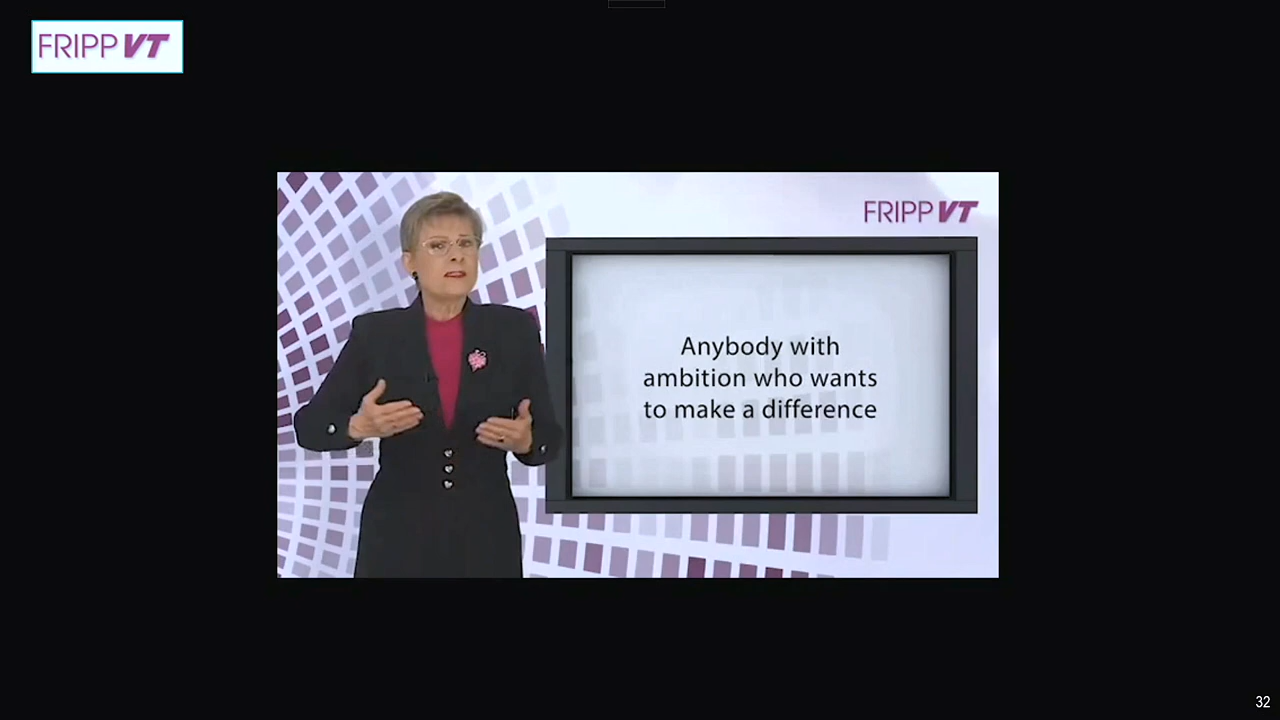 FRIPP VT
FRIPP VT
Anybody with
ambition who wants
to make a difference
32